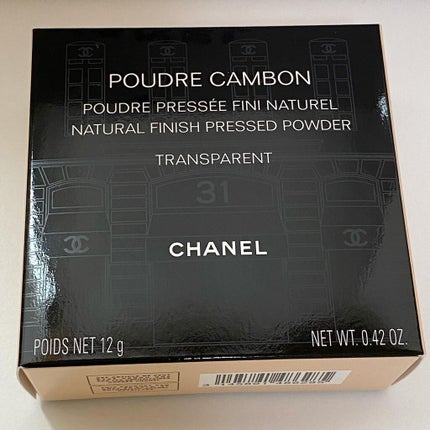 POUDRE CAMBON
POUDRE PRESSÉE FINI NATUREL
NATURAL FINISH PRESSED POWDER
TRANSPARENT
31
CHANEL
POIDS NET 12 g
NET WT. 0.42 OZ.